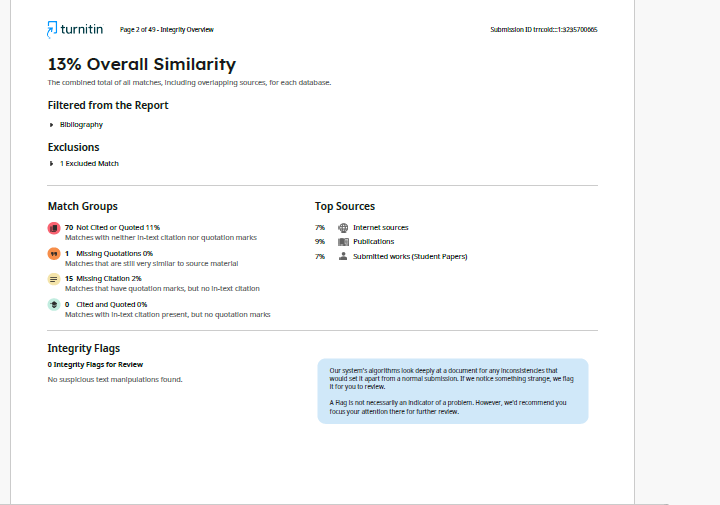 turnitin Page 2 of 49 - Integrity Overview Submission ID trn:oid:::1:3235700665
13% Overall Similarity
The combined total of all matches, including overlapping sources, for each database.
Filtered from the Report
Bibliography
Exclusions
1 Excluded Match
Match Groups
70 Not Cited or Quoted 11%
Matches with neither in-text citation nor quotation marks
1 Missing Quotations 0%
Matches that are still very similar to source material
15 Missing Citation 2%
Matches that have quotation marks, but no in-text citation
0 Cited and Quoted 0%
Matches with in-text citation present, but no quotation marks
Top Sources
7% Internet sources
9% Publications
7% Submitted works (Student Papers)
Integrity Flags
0 Integrity Flags for Review
No suspicious text manipulations found.
Our system's algorithms look deeply at a document for any inconsistencies that
would set it apart from a normal submission. If we notice something strange, we flag
it for you to review.
A Flag is not necessarily an indicator of a problem. However, we'd recommend you
focus your attention there for further review.